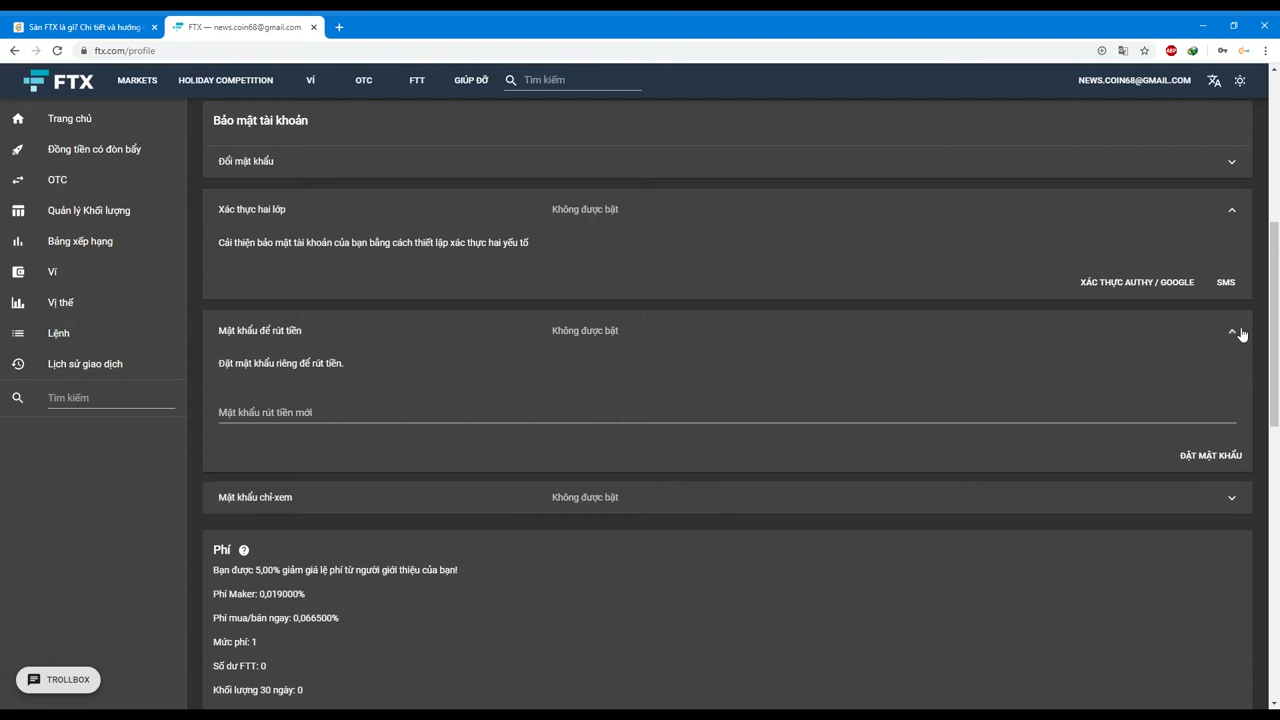 Sàn FTX là gì? Chi tiết và hướng
FTX — news.coin68@gmail.com
ftx.com/profile
ABP
FTX
MARKETS
HOLIDAY COMPETITION
VÍ
OTC
FTT
GIÚP ĐỠ
Tìm kiếm
NEWS.COIN68@GMAIL.COM
Trang chủ
Đồng tiền có đòn bẩy
OTC
Quản lý Khối lượng
Bảng xếp hạng
Ví
Vị thế
Lệnh
Lịch sử giao dịch
Tìm kiếm
TROLLBOX
Bảo mật tài khoản
Đổi mật khẩu
Xác thực hai lớp Không được bật
Cải thiện bảo mật tài khoản của bạn bằng cách thiết lập xác thực hai yếu tố
XÁC THỰC AUTHY / GOOGLE SMS
Mật khẩu để rút tiền Không được bật
Đặt mật khẩu riêng để rút tiền.
Mật khẩu rút tiền mới
ĐẶT MẬT KHẨU
Mật khẩu chỉ-xem Không được bật
Phí ?
Bạn được 5,00% giảm giá lệ phí từ người giới thiệu của bạn!
Phí Maker: 0,019000%
Phí mua/bán ngay: 0,066500%
Mức phí: 1
Số dư FTT: 0
Khối lượng 30 ngày: 0